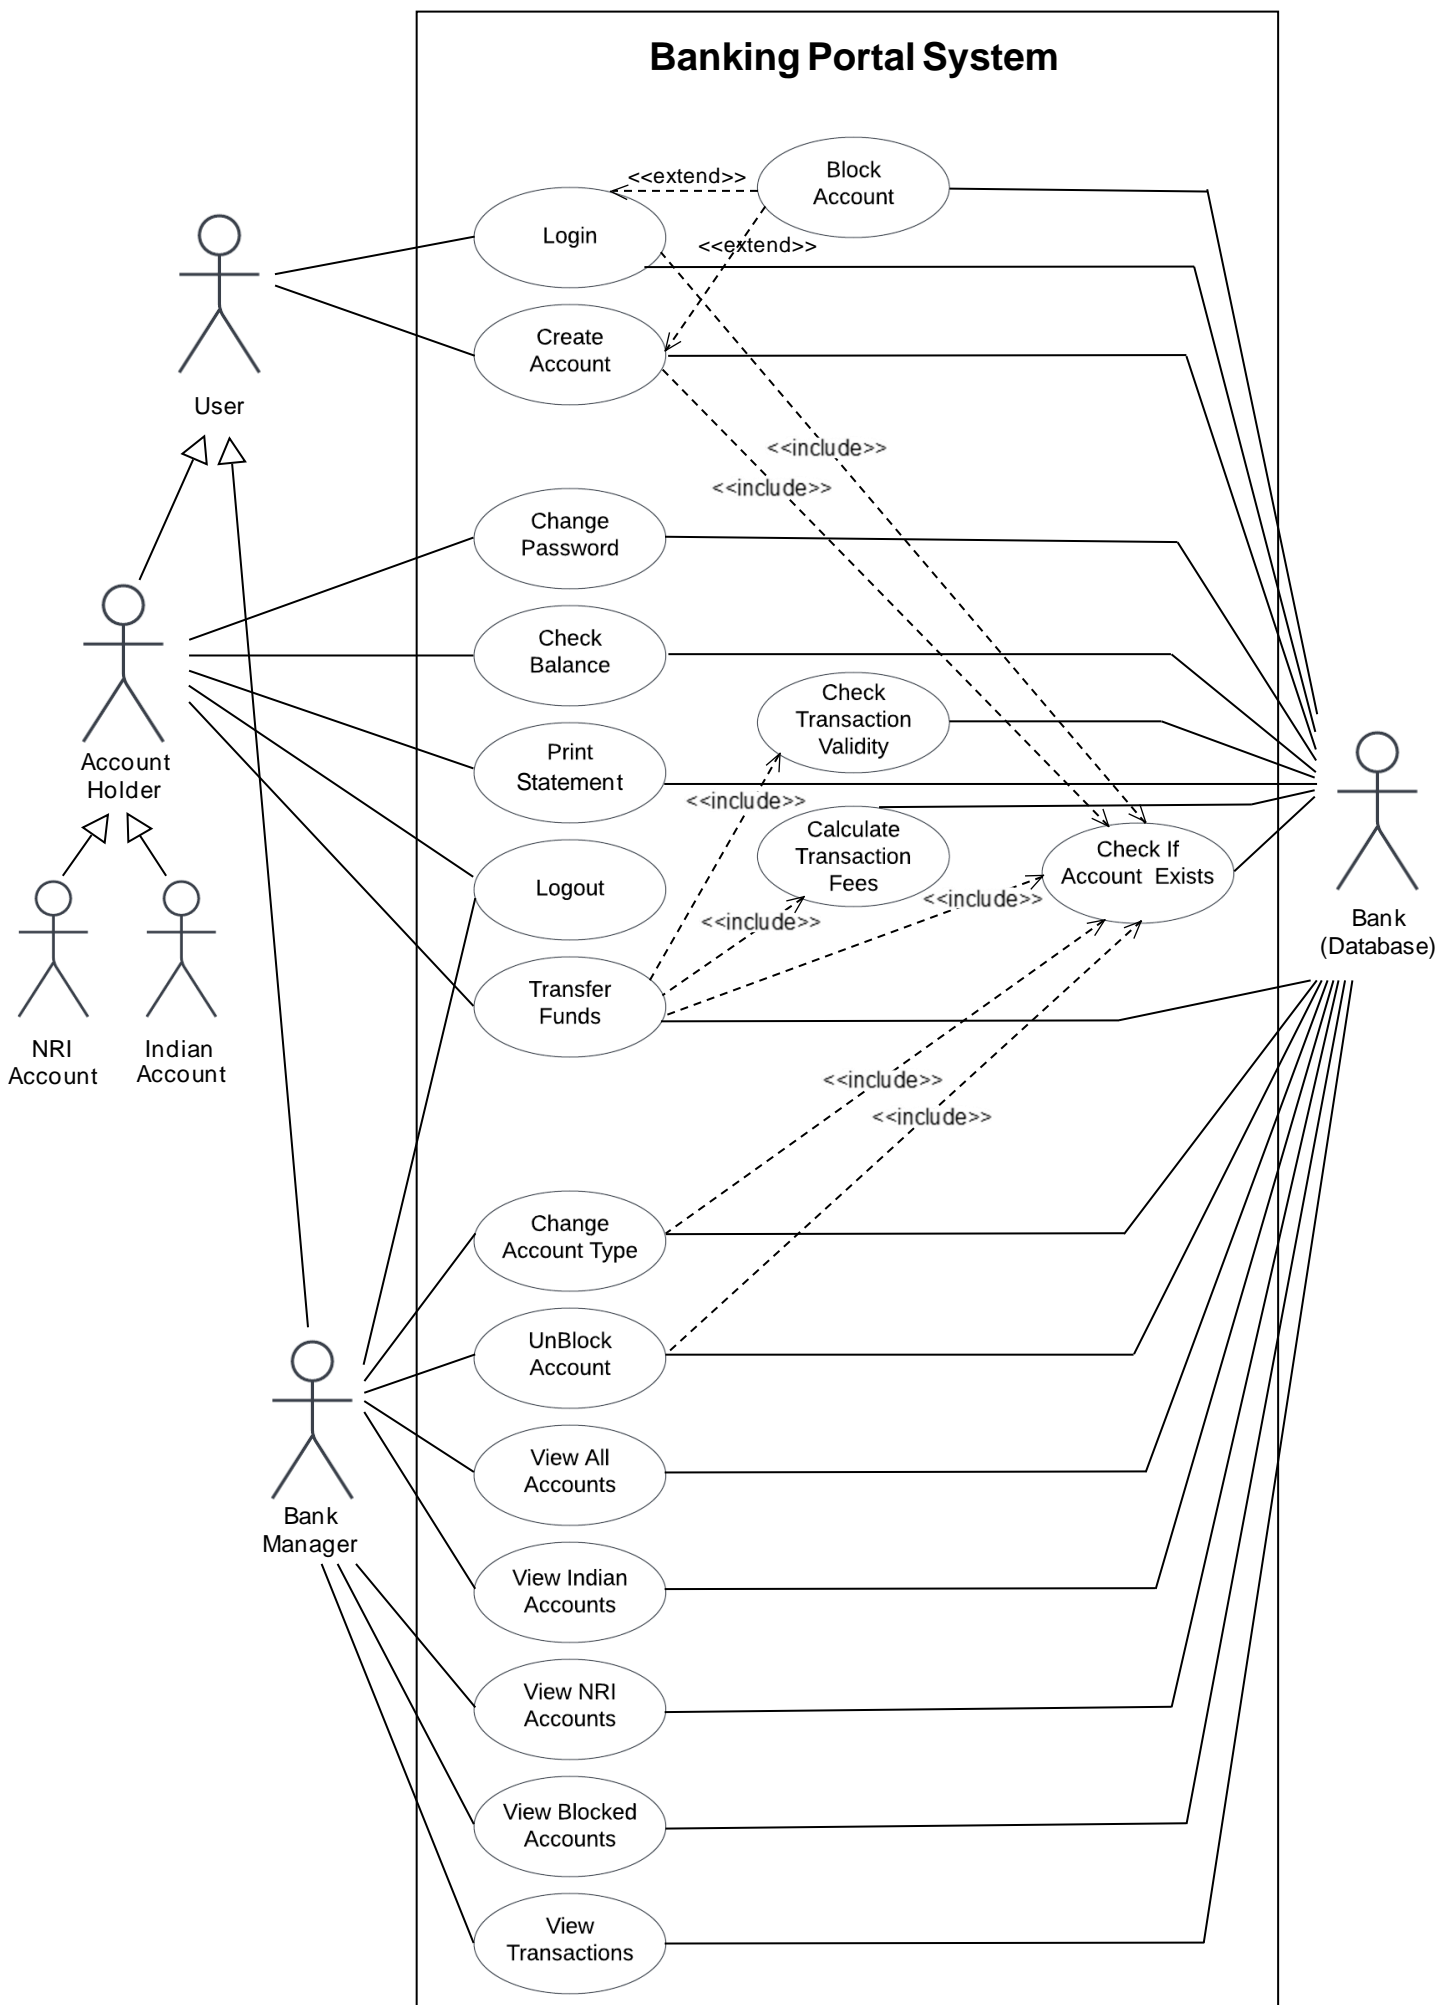 Banking Portal System
Block
Account
<<extend>>
Login
<<extend>>
Create
Account
User
<<include>>
<<include>>
Change
Password
Check
Balance
Check
Transaction
Validity
Print
Statement
Account
Holder
<<include>>
Calculate
Transaction
Fees
Check If
Account Exists
Logout
<<include>>
<<include>>
Bank
(Database)
Transfer
Funds
NRI
Account
Indian
Account
<<include>>
<<include>>
Change
Account Type
UnBlock
Account
View All
Accounts
Bank
Manager
View Indian
Accounts
View NRI
Accounts
View Blocked
Accounts
View
Transactions